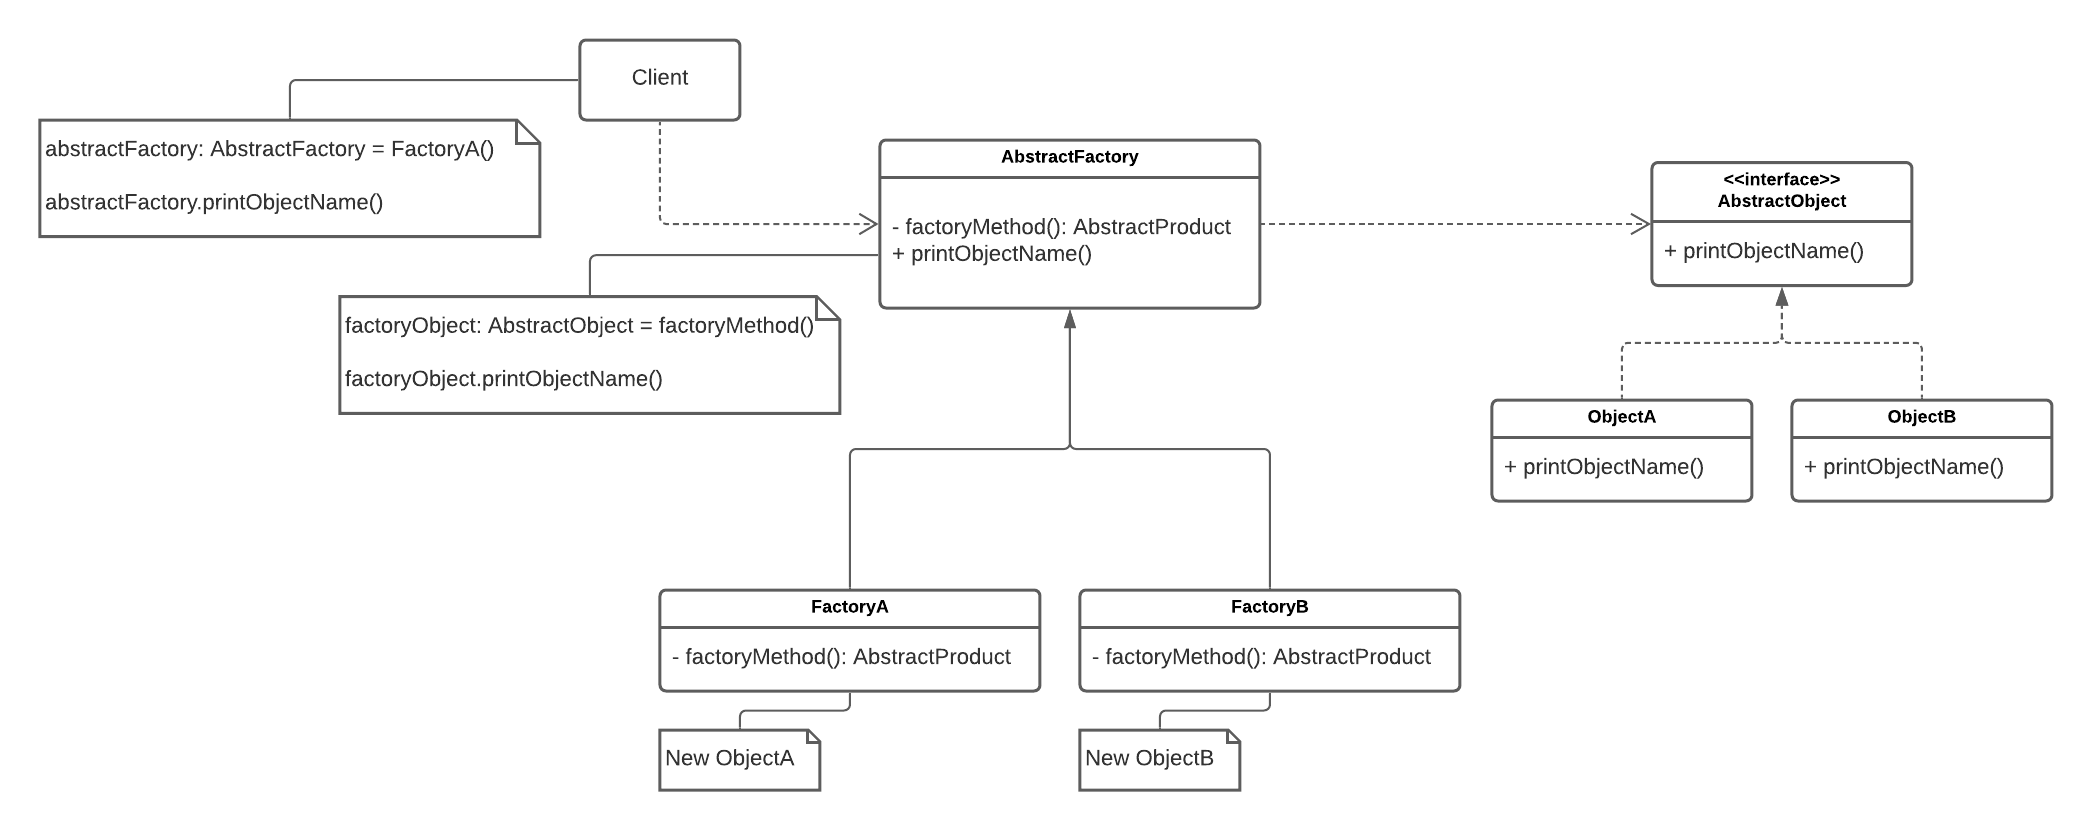 Client
abstractFactory: AbstractFactory = FactoryA()
abstractFactory.printObjectName()
AbstractFactory
- factoryMethod(): AbstractProduct
+ printObjectName()
<<interface>>
AbstractObject
+ printObjectName()
factoryObject: AbstractObject = factoryMethod()
factoryObject.printObjectName()
ObjectA
+ printObjectName()
ObjectB
+ printObjectName()
FactoryA
- factoryMethod(): AbstractProduct
FactoryB
- factoryMethod(): AbstractProduct
New ObjectA
New ObjectB